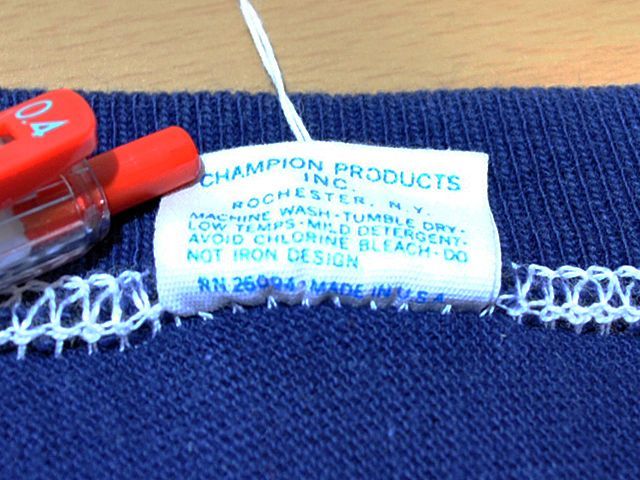 0.4
CHAMPION PRODUCTS
INC.
ROCHESTER, N.Y.
MACHINE WASH·TUMBLE DRY·
LOW TEMPS·MILD DETERGENT·
AVOID CHLORINE BLEACH·DO
NOT IRON DESIGN
RN 26094·MADE IN U.S.A.